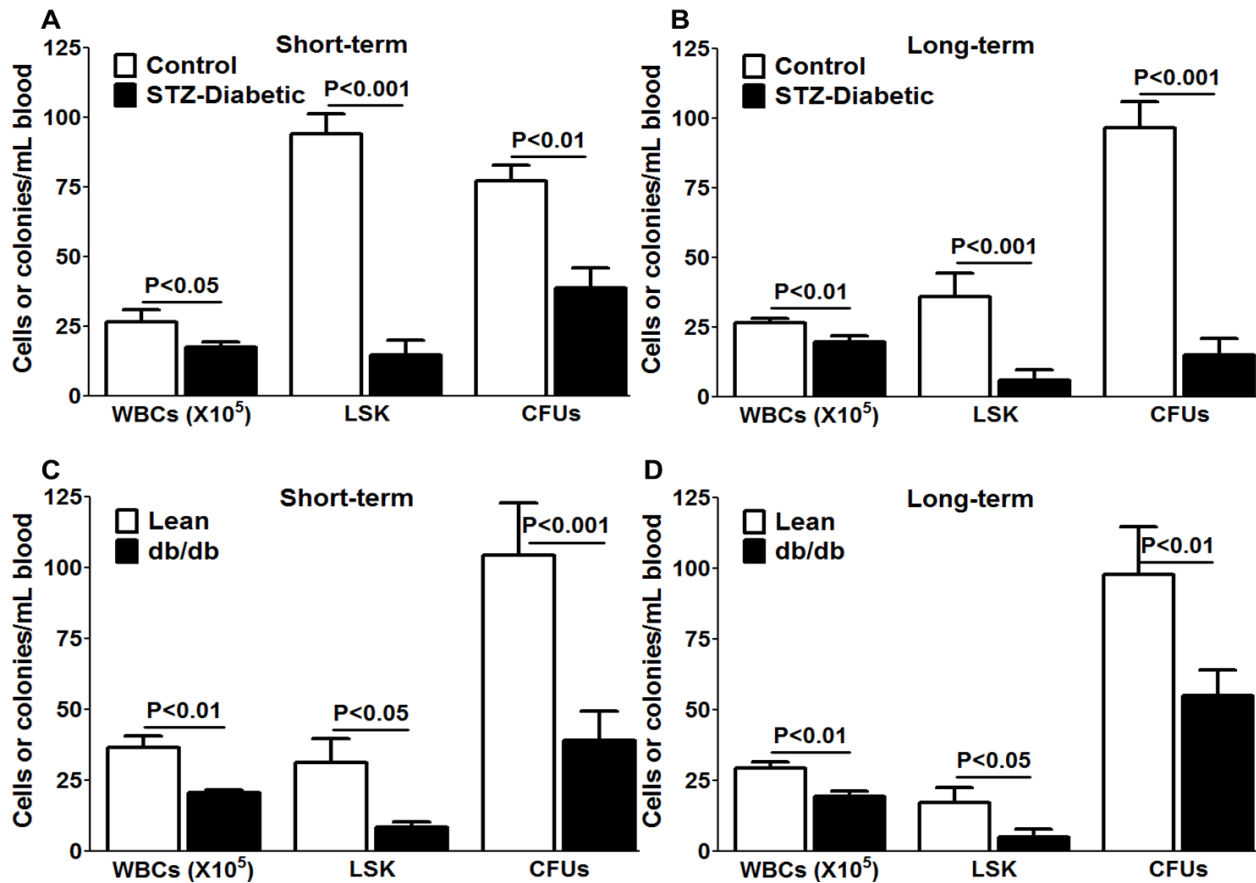 A
Short-term
Control
STZ-Diabetic
P<0.001
P<0.01
P<0.05
Cells or colonies/mL blood
125
100
75
50
25
0
WBCs (X10⁵) LSK CFUs
B
Long-term
Control
STZ-Diabetic
P<0.001
P<0.001
P<0.01
Cells or colonies/mL blood
125
100
75
50
25
0
WBCs (X10⁵) LSK CFUs
C
Short-term
Lean
db/db
P<0.001
P<0.01
P<0.05
Cells or colonies/mL blood
125
100
75
50
25
0
WBCs (X10⁵) LSK CFUs
D
Long-term
Lean
db/db
P<0.01
P<0.01
P<0.05
Cells or colonies/mL blood
125
100
75
50
25
0
WBCs (X10⁵) LSK CFUs